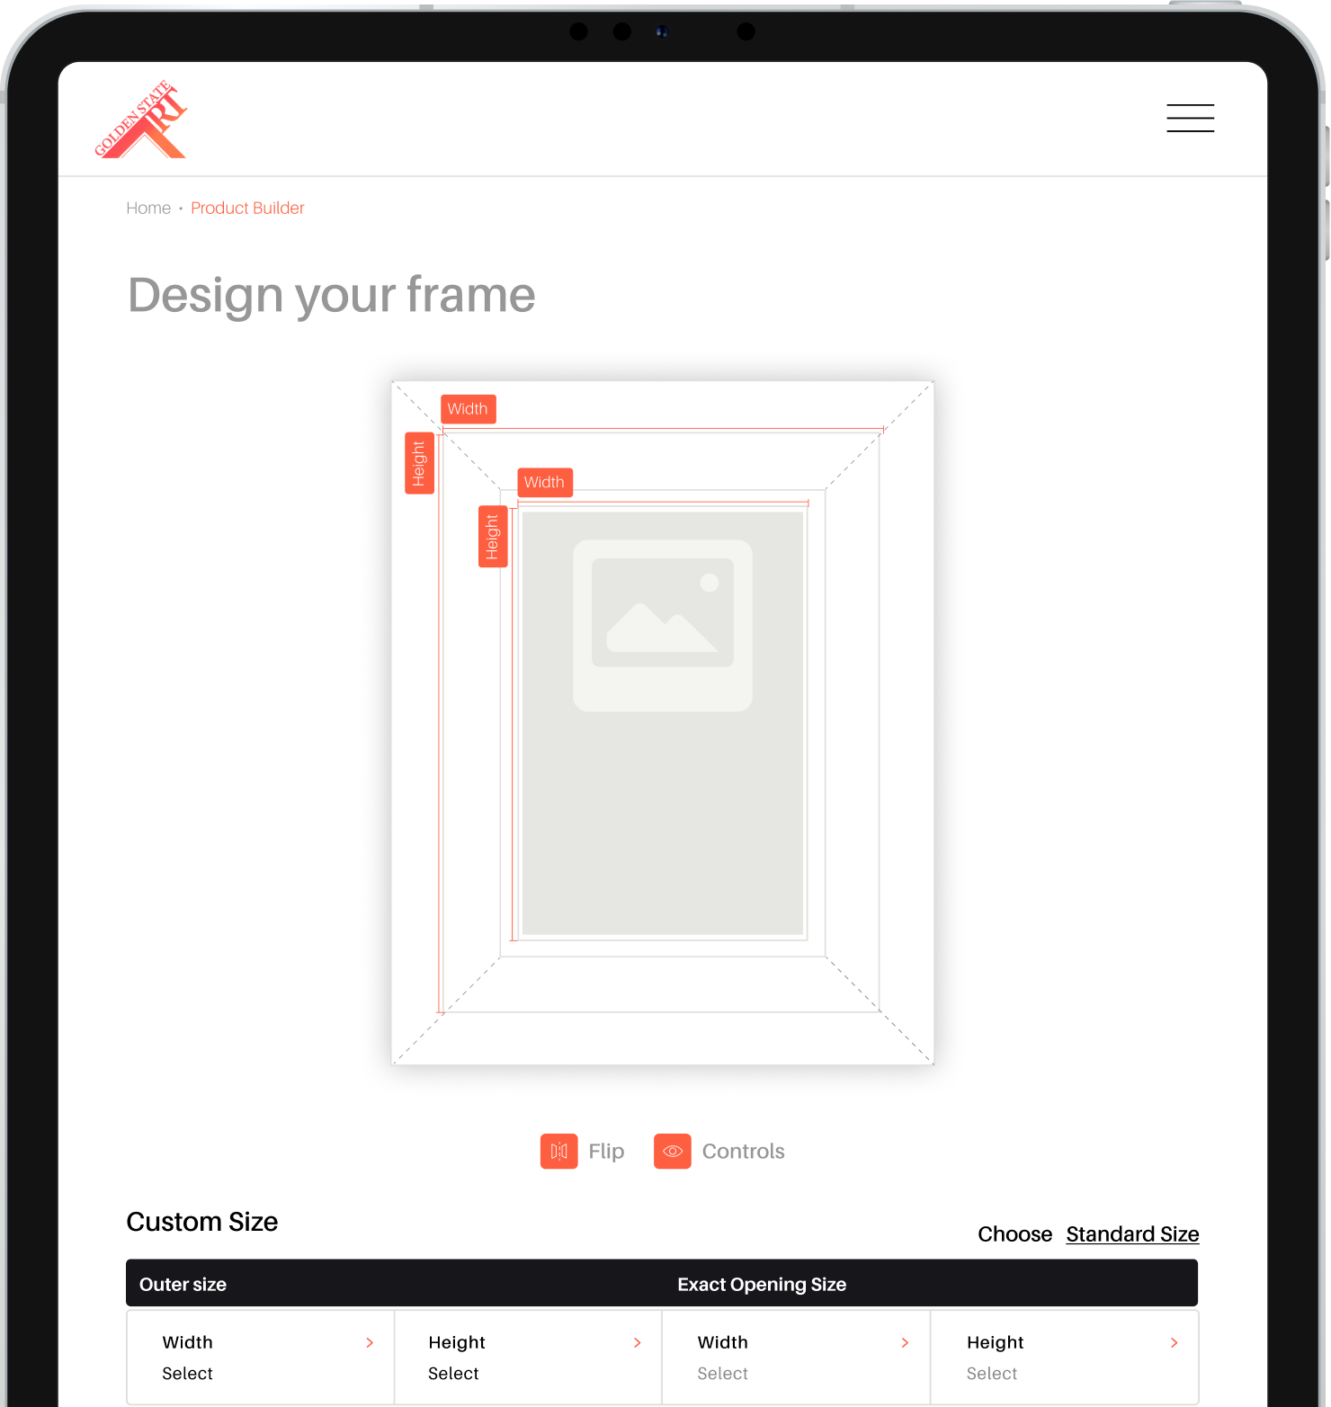 GOLDEN STATE
ART
Home • Product Builder
Design your frame
Width
Height
Width
Height
Flip
Controls
Custom Size
Choose Standard Size
Outer size
Exact Opening Size
Width
Height
Width
Height
Select
Select
Select
Select